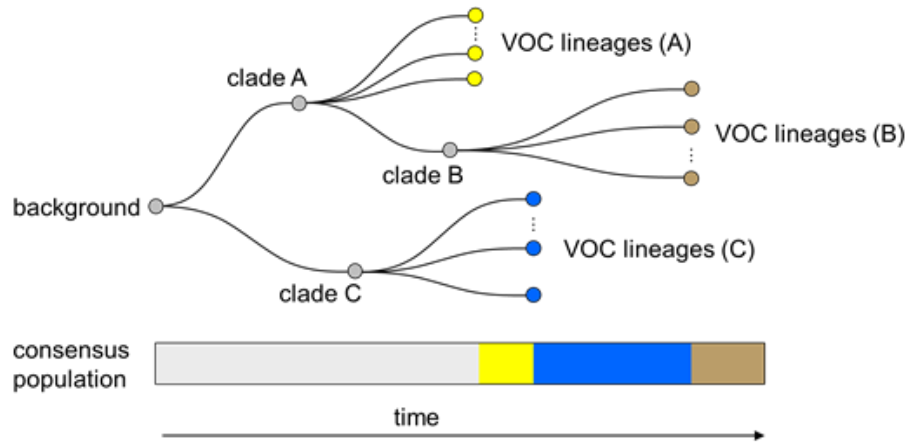 VOC lineages (A)
clade A
VOC lineages (B)
clade B
background
VOC lineages (C)
clade C
consensus
population
time